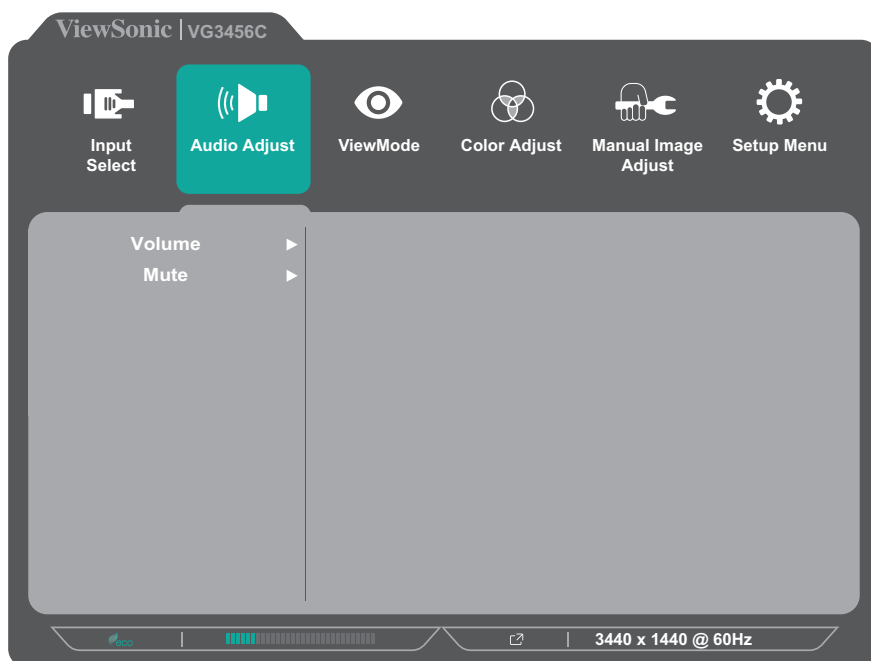 ViewSonic | VG3456C
Input Select
Audio Adjust
ViewMode
Color Adjust
Manual Image Adjust
Setup Menu
Volume
Mute
eco
3440 x 1440 @ 60Hz